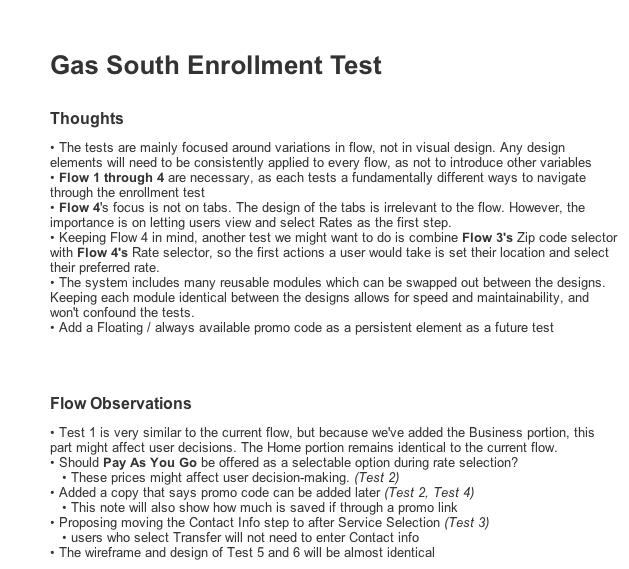 Gas South Enrollment Test
Thoughts
• The tests are mainly focused around variations in flow, not in visual design. Any design
elements will need to be consistently applied to every flow, as not to introduce other variables
• Flow 1 through 4 are necessary, as each tests a fundamentally different ways to navigate
through the enrollment test
• Flow 4's focus is not on tabs. The design of the tabs is irrelevant to the flow. However, the
importance is on letting users view and select Rates as the first step.
• Keeping Flow 4 in mind, another test we might want to do is combine Flow 3's Zip code selector
with Flow 4's Rate selector, so the first actions a user would take is set their location and select
their preferred rate.
• The system includes many reusable modules which can be swapped out between the designs.
Keeping each module identical between the designs allows for speed and maintainability, and
won't confound the tests.
• Add a Floating / always available promo code as a persistent element as a future test
Flow Observations
• Test 1 is very similar to the current flow, but because we've added the Business portion, this
part might affect user decisions. The Home portion remains identical to the current flow.
• Should Pay As You Go be offered as a selectable option during rate selection?
• These prices might affect user decision-making. (Test 2)
• Added a copy that says promo code can be added later (Test 2, Test 4)
• This note will also show how much is saved if through a promo link
• Proposing moving the Contact Info step to after Service Selection (Test 3)
• users who select Transfer will not need to enter Contact info
• The wireframe and design of Test 5 and 6 will be almost identical